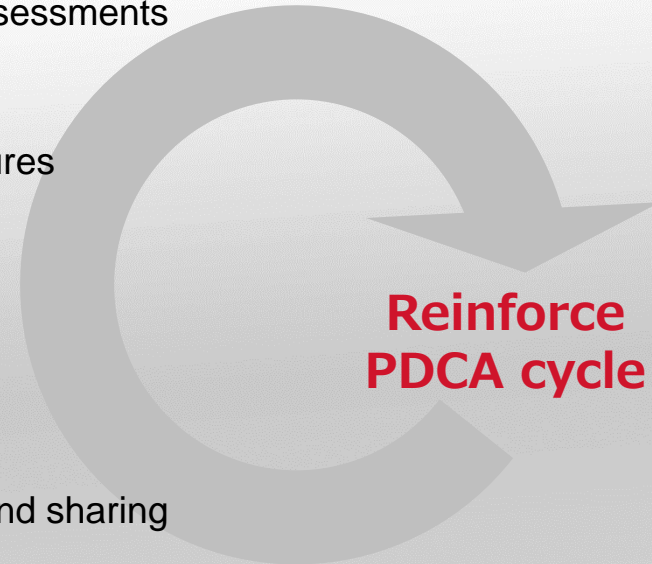 sessments
ures
Reinforce
PDCA cycle
nd sharing